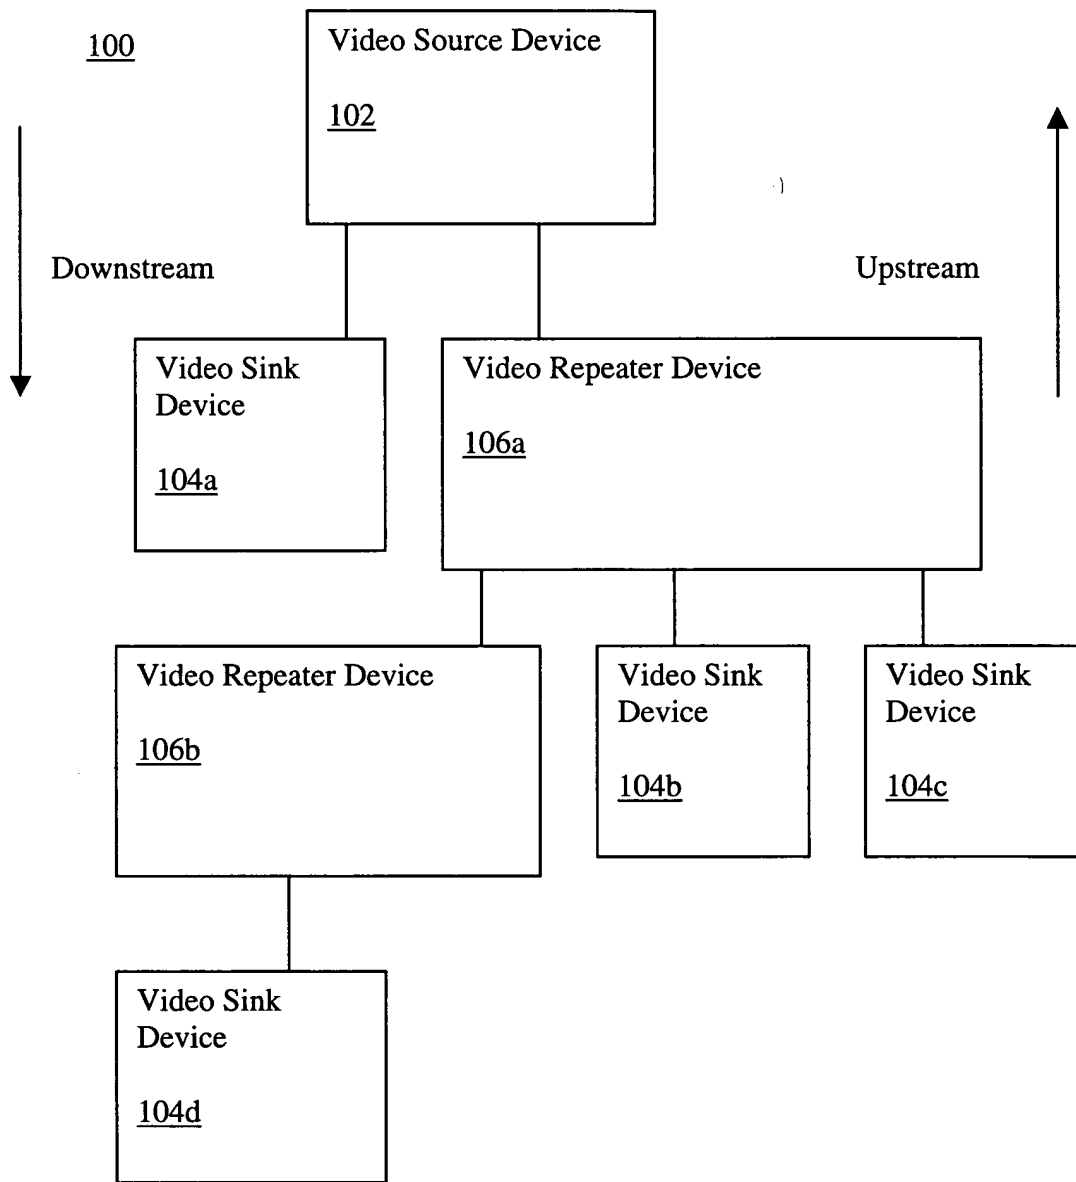 100
Video Source Device
102
Downstream
Upstream
Video Sink
Device
104a
Video Repeater Device
106a
Video Repeater Device
106b
Video Sink
Device
104b
Video Sink
Device
104c
Video Sink
Device
104d